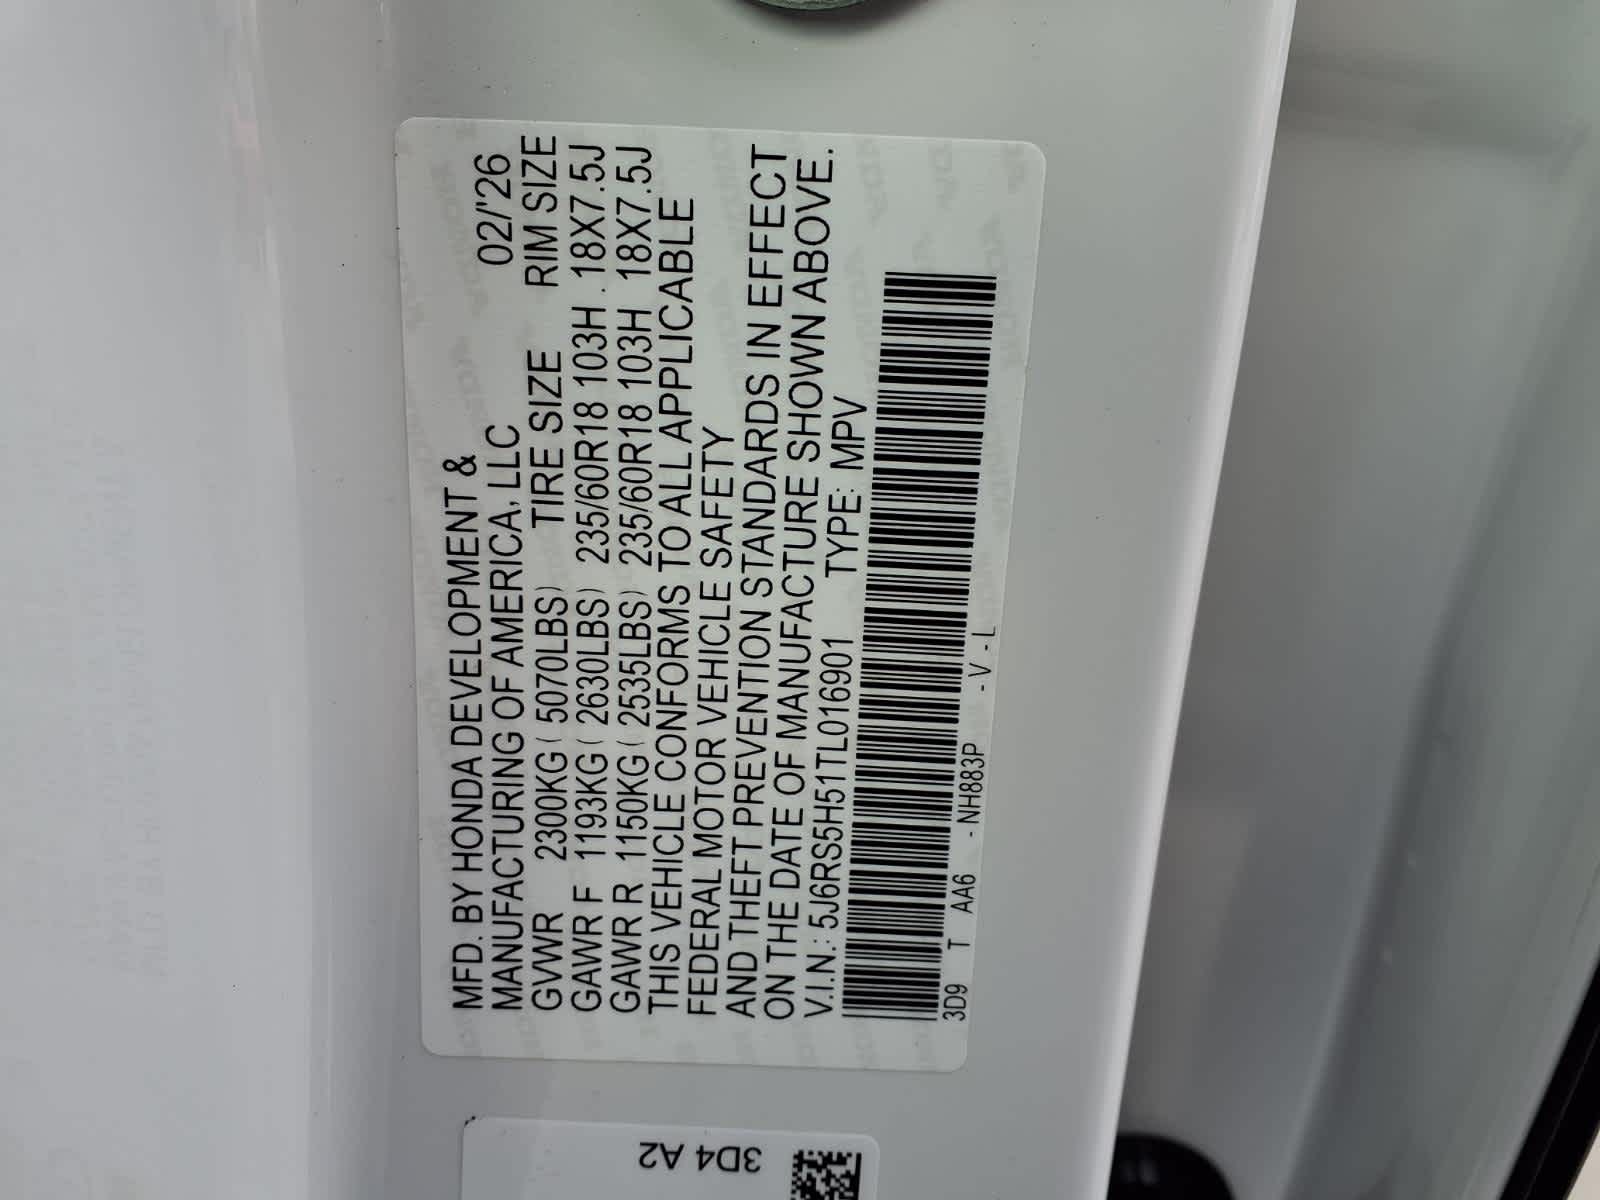 MFD. BY HONDA DEVELOPMENT &
MANUFACTURING OF AMERICA, LLC 02/'26
GVWR 2300KG ( 5070LBS) TIRE SIZE RIM SIZE
GAWR F 1193KG ( 2630LBS) 235/60R18 103H . 18X7.5J
GAWR R 1150KG ( 2535LBS) 235/60R18 103H 18X7.5J
THIS VEHICLE CONFORMS TO ALL APPLICABLE
FEDERAL MOTOR VEHICLE SAFETY
AND THEFT PREVENTION STANDARDS IN EFFECT
ON THE DATE OF MANUFACTURE SHOWN ABOVE.
V.I.N.: 5J6RS5H51TL016901 TYPE: MPV
3D9 T AA6 - NH883P - V - L
3D4 A2